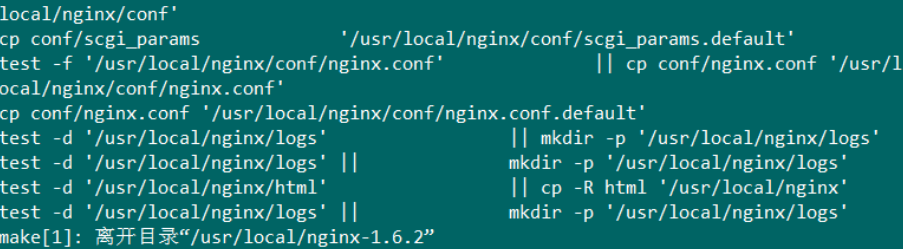 local/nginx/conf'
cp conf/scgi_params            '/usr/local/nginx/conf/scgi_params.default'
test -f '/usr/local/nginx/conf/nginx.conf'             || cp conf/nginx.conf '/usr/l
ocal/nginx/conf/nginx.conf'
cp conf/nginx.conf '/usr/local/nginx/conf/nginx.conf.default'
test -d '/usr/local/nginx/logs'                || mkdir -p '/usr/local/nginx/logs'
test -d '/usr/local/nginx/logs' ||             mkdir -p '/usr/local/nginx/logs'
test -d '/usr/local/nginx/html'                || cp -R html '/usr/local/nginx'
test -d '/usr/local/nginx/logs' ||             mkdir -p '/usr/local/nginx/logs'
make[1]: 离开目录“/usr/local/nginx-1.6.2”